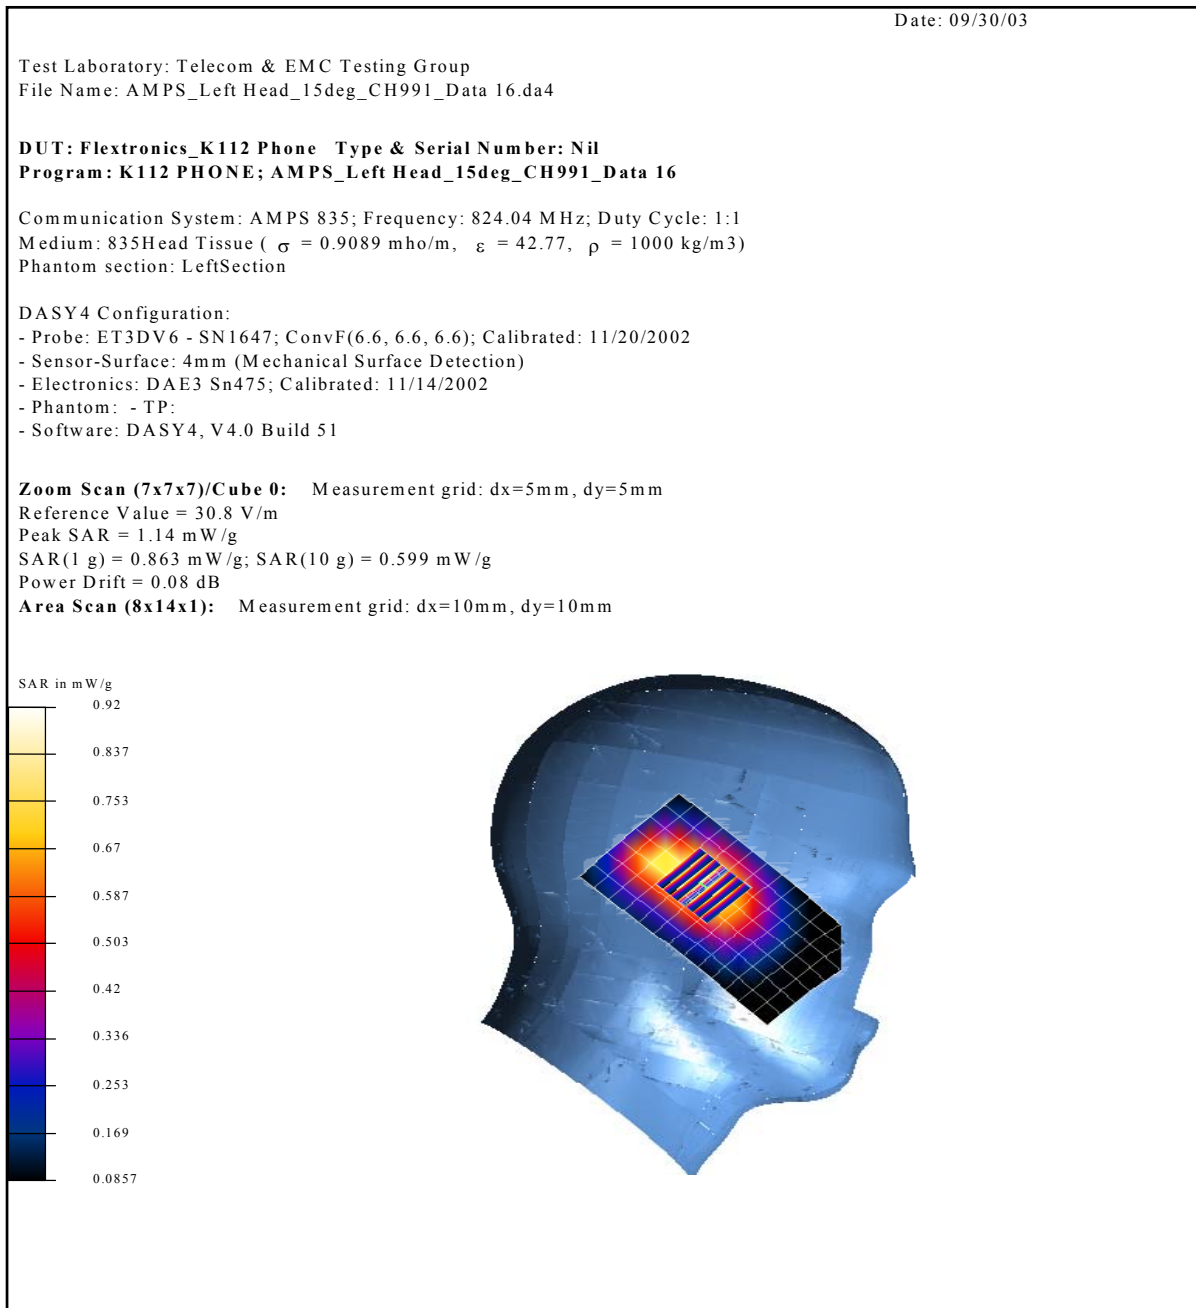 Date: 09/30/03
Test Laboratory: Telecom & EMC Testing Group
File Name: AMPS_Left Head_15deg_CH991_Data 16.da4
DUT: Flextronics_K112 Phone Type & Serial Number: Nil
Program: K112 PHONE; AMPS_Left Head_15deg_CH991_Data 16
Communication System: AMPS 835; Frequency: 824.04 MHz; Duty Cycle: 1:1
Medium: 835Head Tissue ( σ = 0.9089 mho/m, ε = 42.77, ρ = 1000 kg/m3)
Phantom section: LeftSection
DASY4 Configuration:
- Probe: ET3DV6 - SN1647; ConvF(6.6, 6.6, 6.6); Calibrated: 11/20/2002
- Sensor-Surface: 4mm (Mechanical Surface Detection)
- Electronics: DAE3 Sn475; Calibrated: 11/14/2002
- Phantom: - TP:
- Software: DASY4, V4.0 Build 51
Zoom Scan (7x7x7)/Cube 0: Measurement grid: dx=5mm, dy=5mm
Reference Value = 30.8 V/m
Peak SAR = 1.14 mW/g
SAR(1 g) = 0.863 mW/g; SAR(10 g) = 0.599 mW/g
Power Drift = 0.08 dB
Area Scan (8x14x1): Measurement grid: dx=10mm, dy=10mm
SAR in mW/g
0.92
0.837
0.753
0.67
0.587
0.503
0.42
0.336
0.253
0.169
0.0857